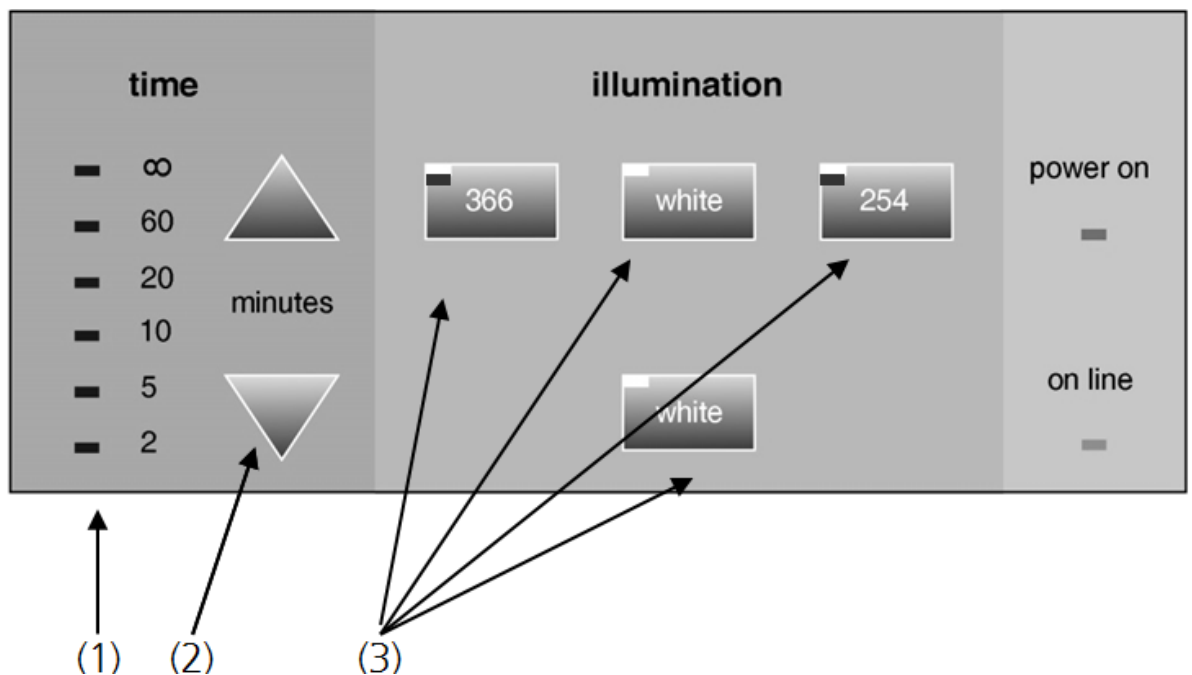 time
illumination
∞
60
20
10
5
2
minutes
366
white
254
white
power on
on line
(1)
(2)
(3)